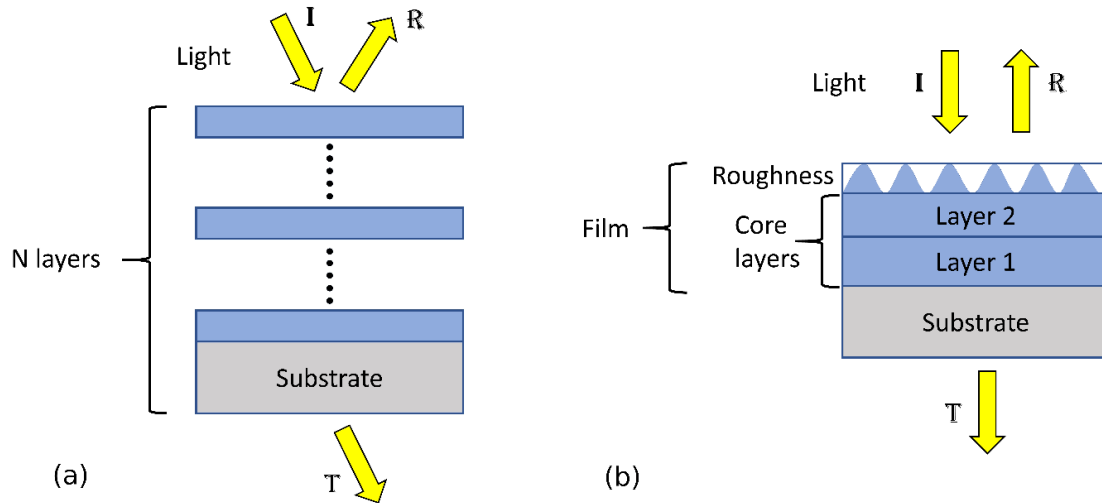 I
R
Light
N layers
Substrate
T
(a)
Light
I
R
Roughness
Film
Core
layers
Layer 2
Layer 1
Substrate
T
(b)